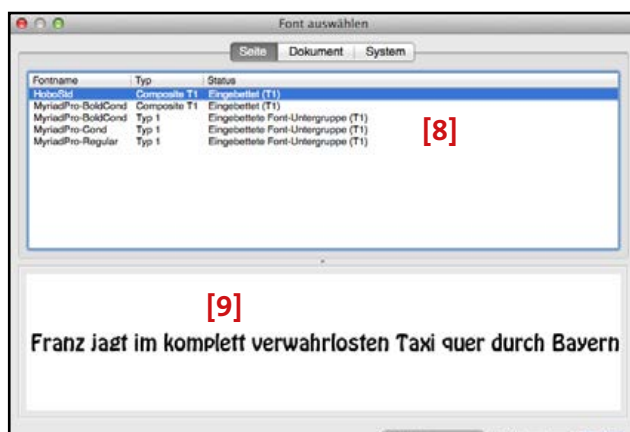 Font auswählen
Seite Dokument System
Fontname Typ Status
HoboStd Composite T1 Eingebettet (T1)
MyriadPro-BoldCond Composite T1 Eingebettet (T1)
MyriadPro-BoldCond Typ 1 Eingebettete Font-Untergruppe (T1)
MyriadPro-Cond Typ 1 Eingebettete Font-Untergruppe (T1)
MyriadPro-Regular Typ 1 Eingebettete Font-Untergruppe (T1)
[8]
[9]
Franz jagt im komplett verwahrlosten Taxi quer durch Bayern